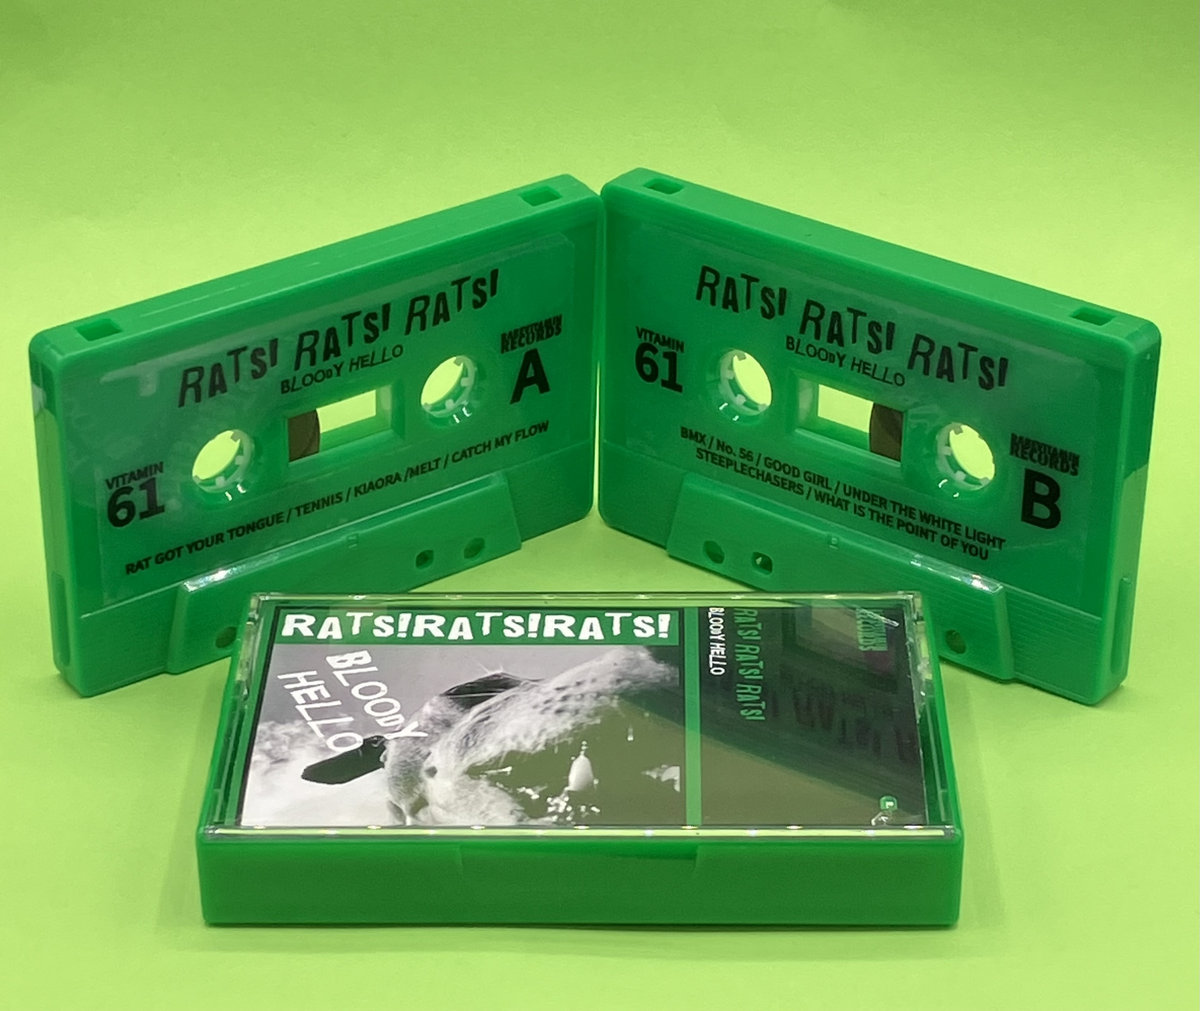 RATS! RATS! RATS!
BLOODY HELLO
RAREVITAMIN
RECORDS
A
VITAMIN
61
RAT GOT YOUR TONGUE / TENNIS / KIAORA /MELT / CATCH MY FLOW
RATS! RATS! RATS!
BLOODY HELLO
VITAMIN
61
RAREVITAMIN
RECORDS
B
BMX / No. 56 / GOOD GIRL / UNDER THE WHITE LIGHT
STEEPLECHASERS / WHAT IS THE POINT OF YOU
RATS!RATS!RATS!
BLOODY
HELLO
RATS! RATS! RATS!
BLOODY HELLO